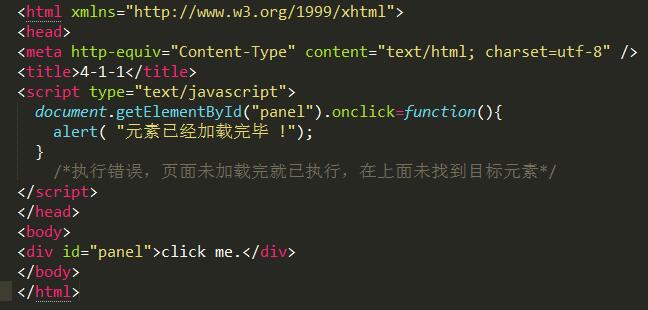 <html xmlns="http://www.w3.org/1999/xhtml">
<head>
<meta http-equiv="Content-Type" content="text/html; charset=utf-8" />
<title>4-1-1</title>
<script type="text/javascript">
document.getElementById("panel").onclick=function(){
alert( "元素已经加载完毕 !");
}
/*执行错误，页面未加载完就已执行，在上面未找到目标元素*/
</script>
</head>
<body>
<div id="panel">click me.</div>
</body>
</html>